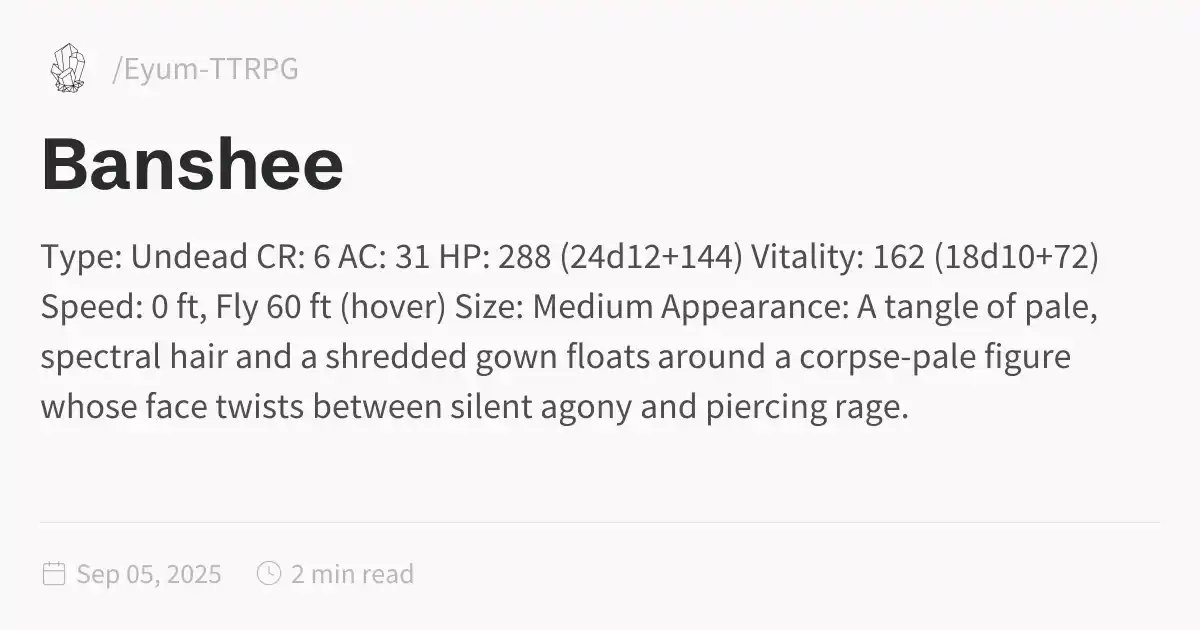 /Eyum-TTRPG
Banshee
Type: Undead CR: 6 AC: 31 HP: 288 (24d12+144) Vitality: 162 (18d10+72)
Speed: 0 ft, Fly 60 ft (hover) Size: Medium Appearance: A tangle of pale,
spectral hair and a shredded gown floats around a corpse-pale figure
whose face twists between silent agony and piercing rage.
Sep 05, 2025 2 min read